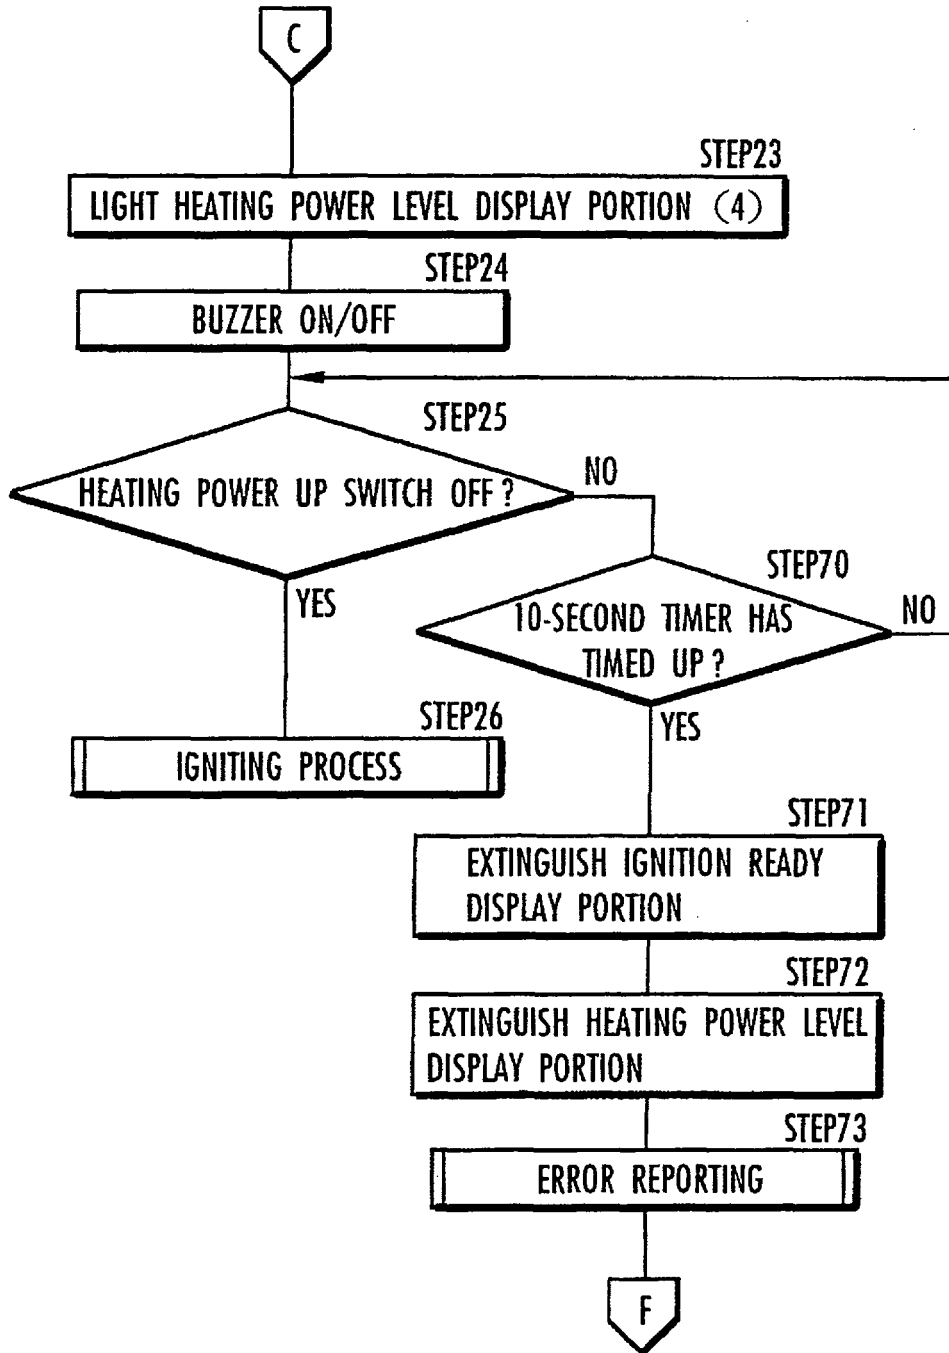 C
STEP23
LIGHT HEATING POWER LEVEL DISPLAY PORTION (4)
STEP24
BUZZER ON/OFF
STEP25
HEATING POWER UP SWITCH OFF?
NO
YES
STEP70
10-SECOND TIMER HAS
TIMED UP?
NO
YES
STEP26
IGNITING PROCESS
STEP71
EXTINGUISH IGNITION READY
DISPLAY PORTION
STEP72
EXTINGUISH HEATING POWER LEVEL
DISPLAY PORTION
STEP73
ERROR REPORTING
F